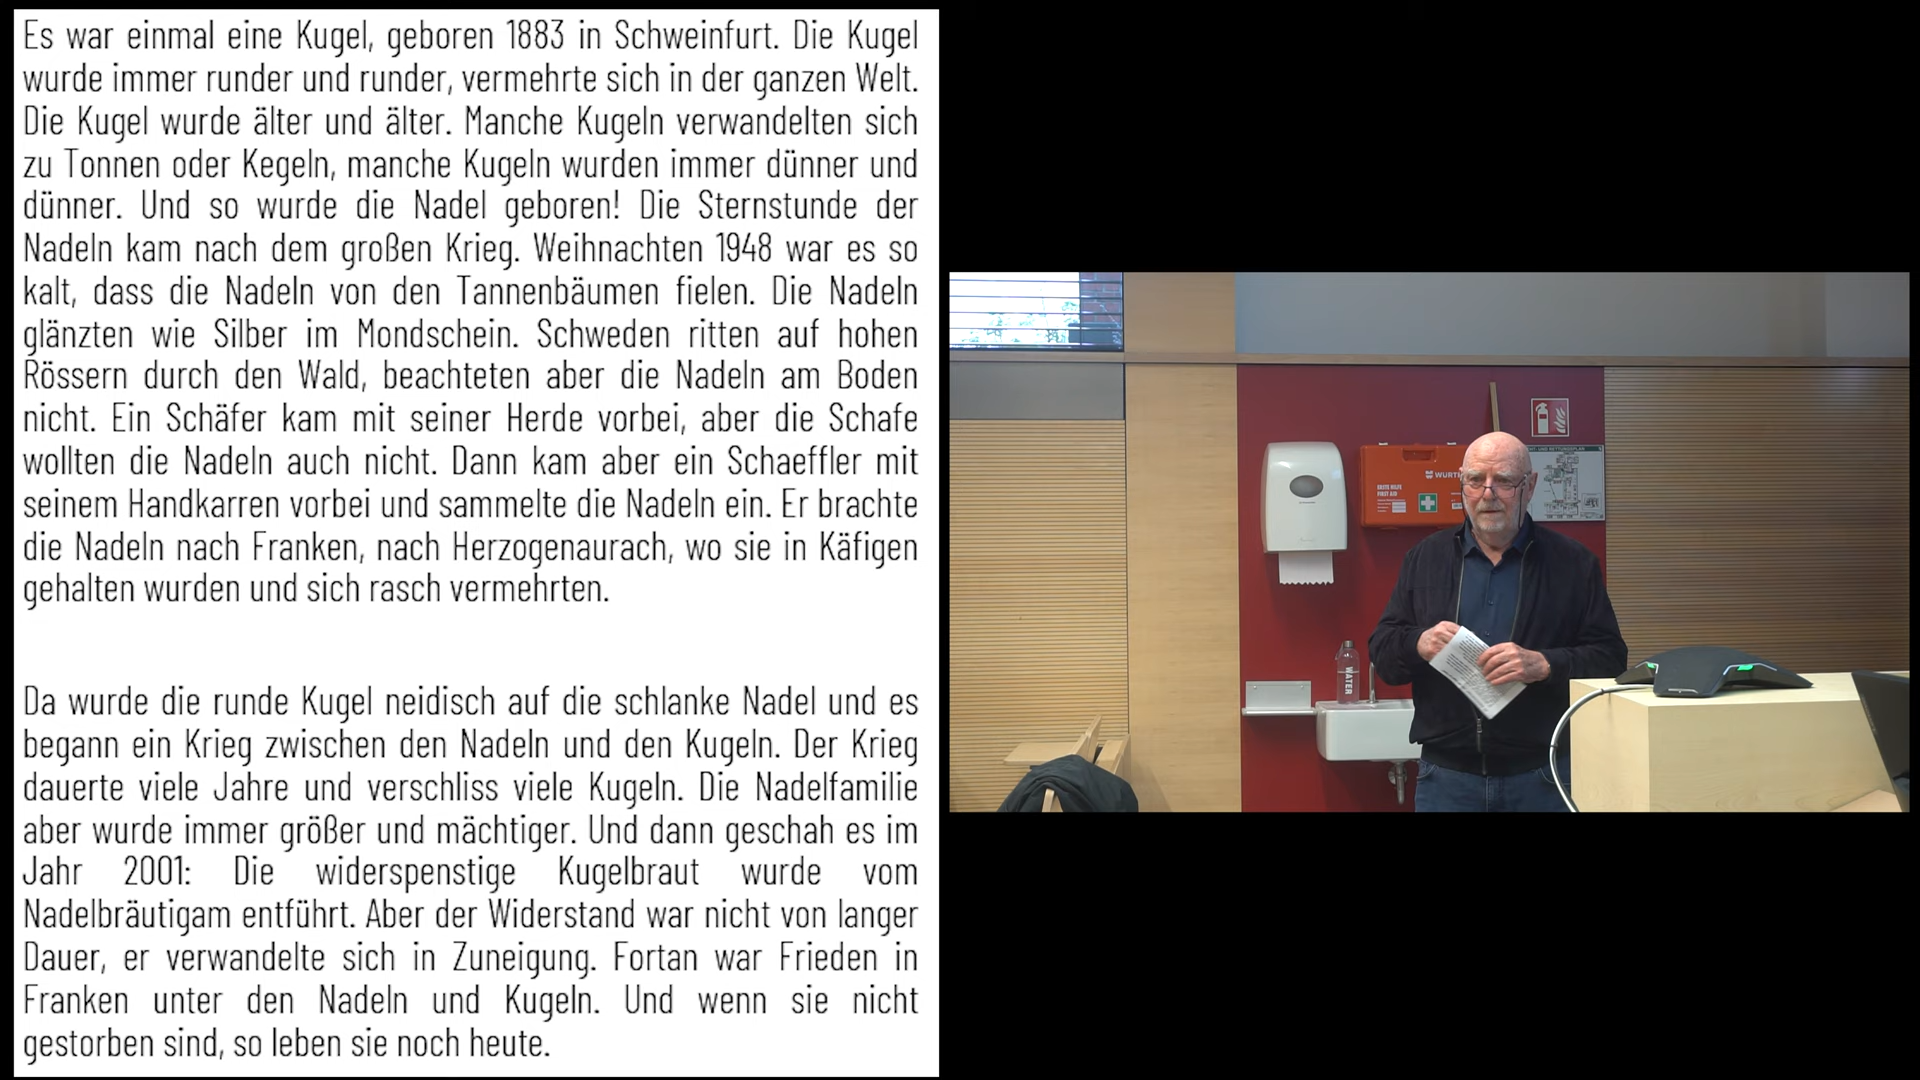 Es war einmal eine Kugel, geboren 1883 in Schweinfurt. Die Kugel
wurde immer runder und runder, vermehrte sich in der ganzen Welt.
Die Kugel wurde älter und älter. Manche Kugeln verwandelten sich
zu Tonnen oder Kegeln, manche Kugeln wurden immer dünner und
dünner. Und so wurde die Nadel geboren! Die Sternstunde der
Nadeln kam nach dem großen Krieg. Weihnachten 1948 war es so
kalt, dass die Nadeln von den Tannenbäumen fielen. Die Nadeln
glänzten wie Silber im Mondschein. Schweden ritten auf hohen
Rössern durch den Wald, beachteten aber die Nadeln am Boden
nicht. Ein Schäfer kam mit seiner Herde vorbei, aber die Schafe
wollten die Nadeln auch nicht. Dann kam aber ein Schaeffler mit
seinem Handkarren vorbei und sammelte die Nadeln ein. Er brachte
die Nadeln nach Franken, nach Herzogenaurach, wo sie in Käfigen
gehalten wurden und sich rasch vermehrten.
Da wurde die runde Kugel neidisch auf die schlanke Nadel und es
begann ein Krieg zwischen den Nadeln und den Kugeln. Der Krieg
dauerte viele Jahre und verschliss viele Kugeln. Die Nadelfamilie
aber wurde immer größer und mächtiger. Und dann geschah es im
Jahr 2001: Die widerspenstige Kugelbraut wurde vom
Nadelbräutigam entführt. Aber der Widerstand war nicht von langer
Dauer, er verwandelte sich in Zuneigung. Fortan war Frieden in
Franken unter den Nadeln und Kugeln. Und wenn sie nicht
gestorben sind, so leben sie noch heute.
ERSTE HILFE
FIRST AID
WATER